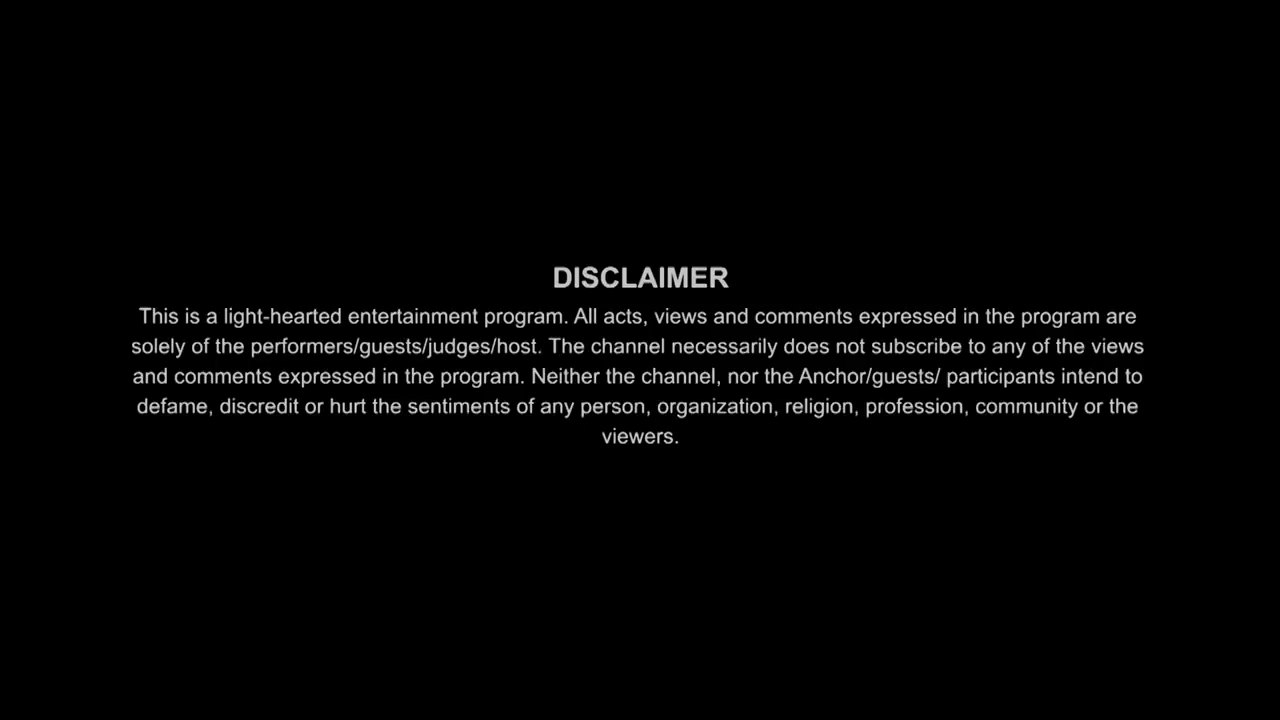 DISCLAIMER
This is a light-hearted entertainment program. All acts, views and comments expressed in the program are
solely of the performers/guests/judges/host. The channel necessarily does not subscribe to any of the views
and comments expressed in the program. Neither the channel, nor the Anchor/guests/ participants intend to
defame, discredit or hurt the sentiments of any person, organization, religion, profession, community or the
viewers.